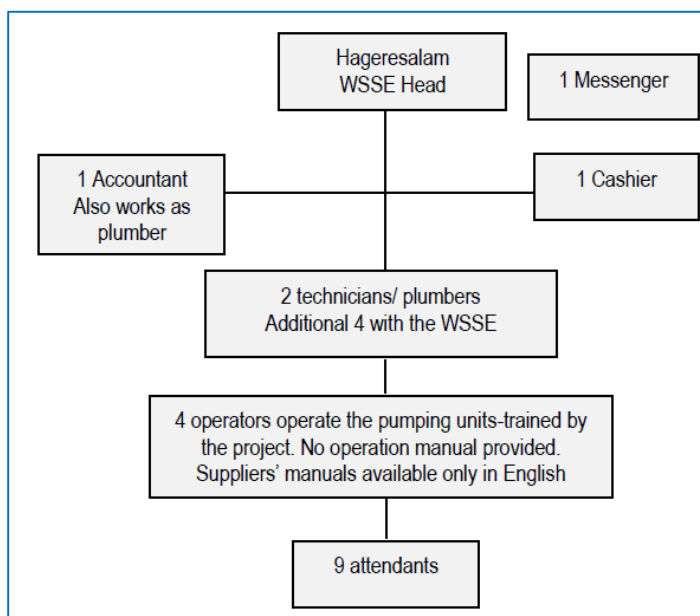 Hageresalam
WSSE Head
1 Messenger
1 Accountant
Also works as
plumber
1 Cashier
2 technicians/ plumbers
Additional 4 with the WSSE
4 operators operate the pumping units-trained by
the project. No operation manual provided.
Suppliers’ manuals available only in English
9 attendants